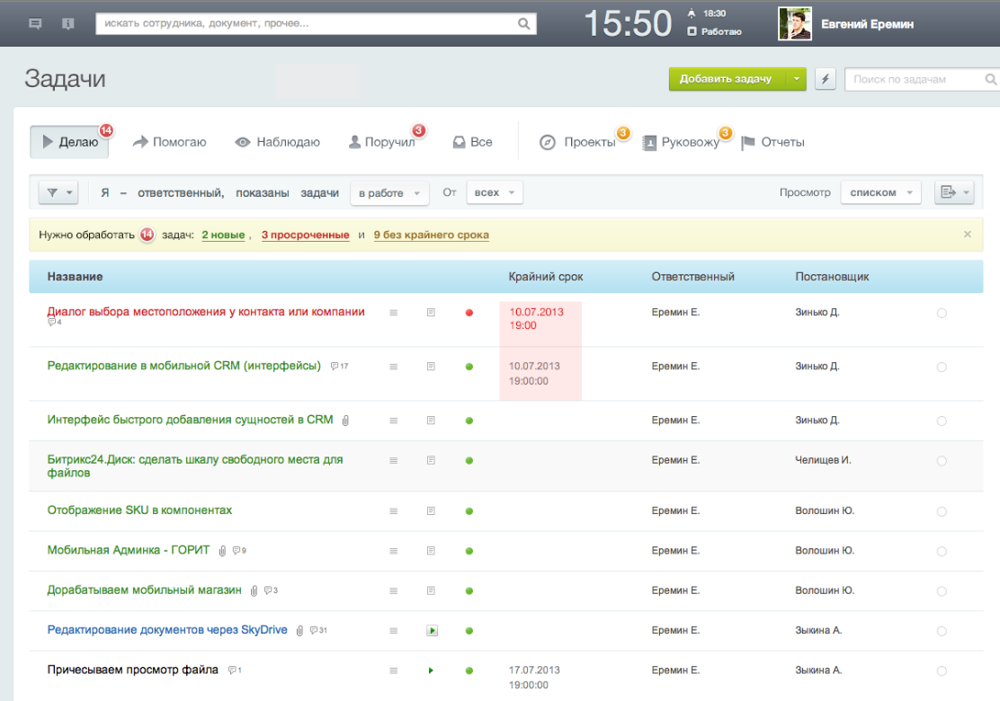 искать сотрудника, документ, прочее...
15:50
18:30
Работаю
Евгений Еремин
Задачи
Добавить задачу
Поиск по задачам
Делаю 14
Помогаю
Наблюдаю
Поручил 3
Все
Проекты 3
Руковожу 3
Отчеты
Я – ответственный, показаны задачи в работе От всех
Просмотр списком
Нужно обработать 14 задач: 2 новые , 3 просроченные и 9 без крайнего срока
Название Крайний срок Ответственный Постановщик
Диалог выбора местоположения у контакта или компании
4
10.07.2013
19:00
Еремин Е.
Зинько Д.
Редактирование в мобильной CRM (интерфейсы) 17
10.07.2013
19:00:00
Еремин Е.
Зинько Д.
Интерфейс быстрого добавления сущностей в CRM
Еремин Е.
Зинько Д.
Битрикс24.Диск: сделать шкалу свободного места для
файлов
Еремин Е.
Челищев И.
Отображение SKU в компонентах
Еремин Е.
Волошин Ю.
Мобильная Админка - ГОРИТ 9
Еремин Е.
Волошин Ю.
Дорабатываем мобильный магазин 3
Еремин Е.
Волошин Ю.
Редактирование документов через SkyDrive 31
Еремин Е.
Зыкина А.
Причесываем просмотр файла 1
17.07.2013
19:00:00
Еремин Е.
Зыкина А.